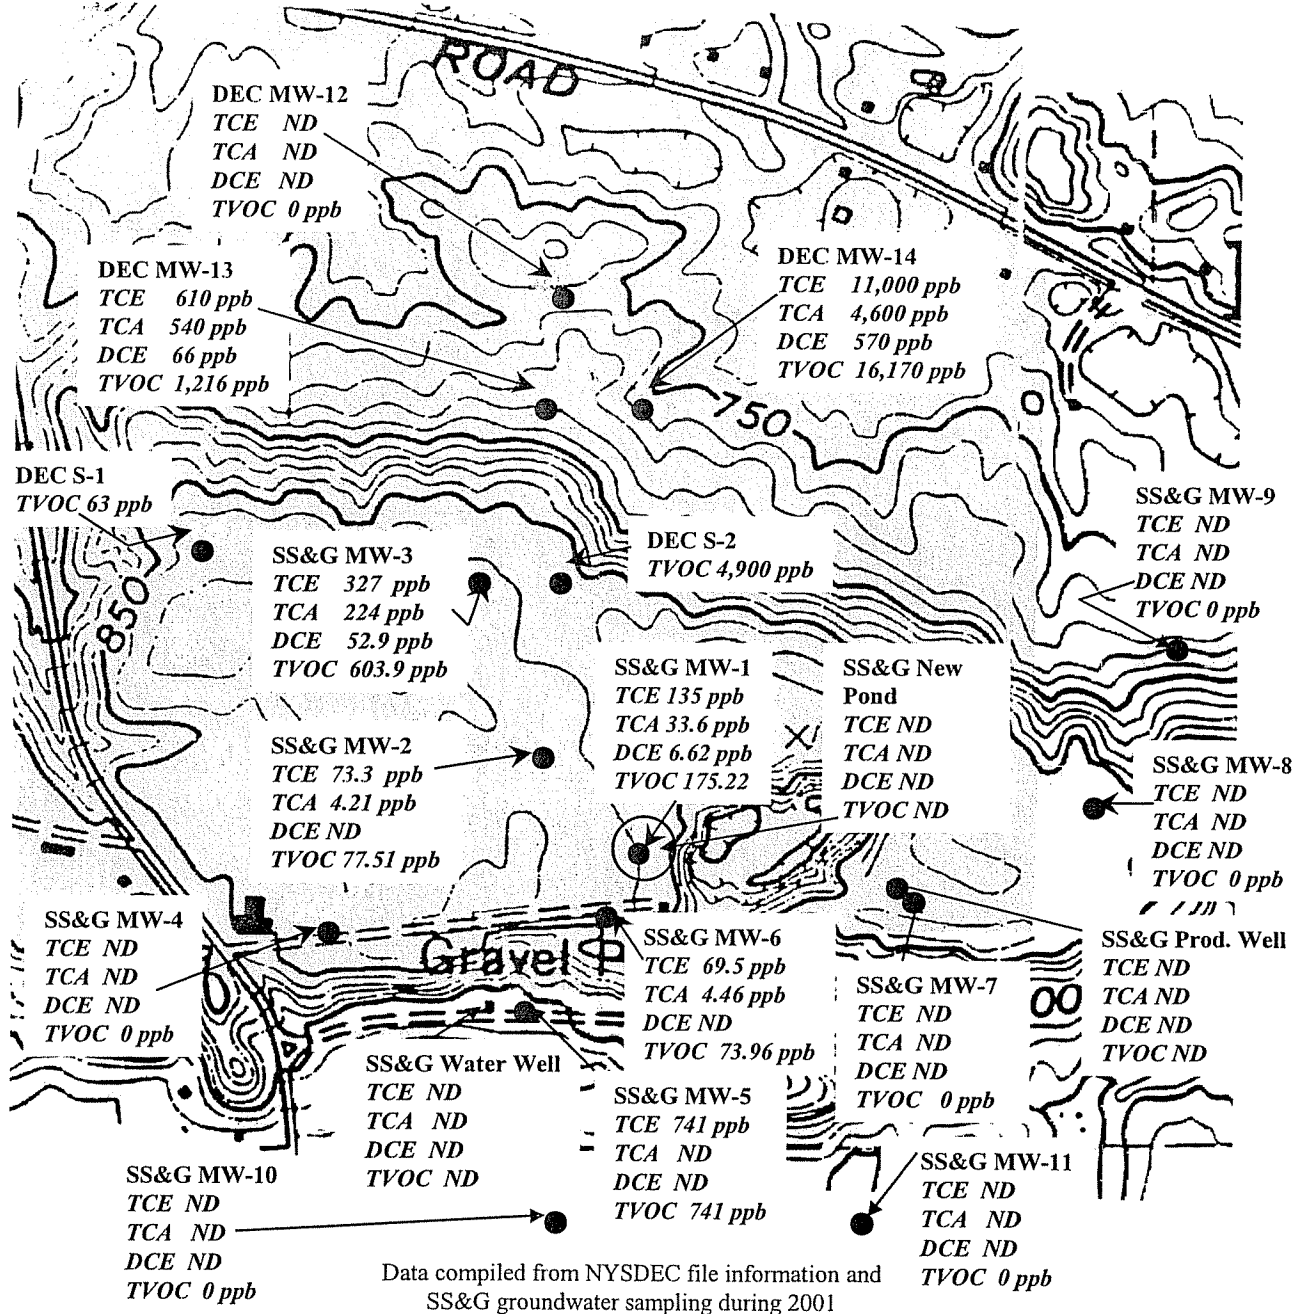 ROAD
DEC MW-12
TCE ND
TCA ND
DCE ND
TVOC 0 ppb
DEC MW-13
TCE 610 ppb
TCA 540 ppb
DCE 66 ppb
TVOC 1,216 ppb
DEC MW-14
TCE 11,000 ppb
TCA 4,600 ppb
DCE 570 ppb
TVOC 16,170 ppb
750
DEC S-1
TVOC 63 ppb
850
SS&G MW-3
TCE 327 ppb
TCA 224 ppb
DCE 52.9 ppb
TVOC 603.9 ppb
DEC S-2
TVOC 4,900 ppb
SS&G MW-9
TCE ND
TCA ND
DCE ND
TVOC 0 ppb
SS&G MW-2
TCE 73.3 ppb
TCA 4.21 ppb
DCE ND
TVOC 77.51 ppb
SS&G MW-1
TCE 135 ppb
TCA 33.6 ppb
DCE 6.62 ppb
TVOC 175.22
SS&G New
Pond
TCE ND
TCA ND
DCE ND
TVOC ND
SS&G MW-8
TCE ND
TCA ND
DCE ND
TVOC 0 ppb
SS&G MW-4
TCE ND
TCA ND
DCE ND
TVOC 0 ppb
Gravel P
SS&G MW-6
TCE 69.5 ppb
TCA 4.46 ppb
DCE ND
TVOC 73.96 ppb
SS&G MW-7
TCE ND
TCA ND
DCE ND
TVOC 0 ppb
00
SS&G Prod. Well
TCE ND
TCA ND
DCE ND
TVOC ND
SS&G Water Well
TCE ND
TCA ND
DCE ND
TVOC ND
SS&G MW-5
TCE 741 ppb
TCA ND
DCE ND
TVOC 741 ppb
SS&G MW-10
TCE ND
TCA ND
DCE ND
TVOC 0 ppb
SS&G MW-11
TCE ND
TCA ND
DCE ND
TVOC 0 ppb
Data compiled from NYSDEC file information and
SS&G groundwater sampling during 2001